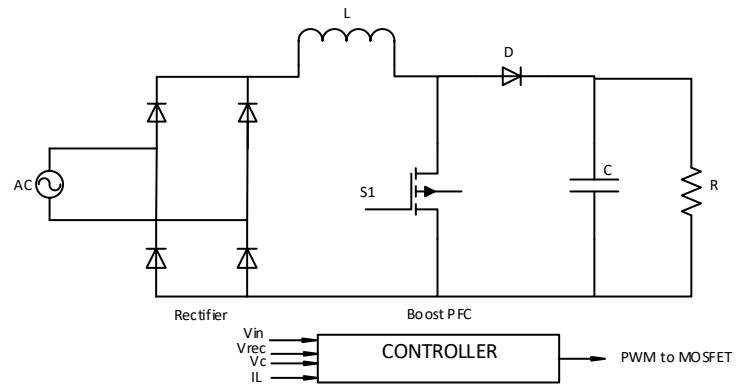 L
D
AC
S1
C
R
Rectifier
Boost PFC
Vin
Vrec
Vc
IL
CONTROLLER
PWM to MOSFET